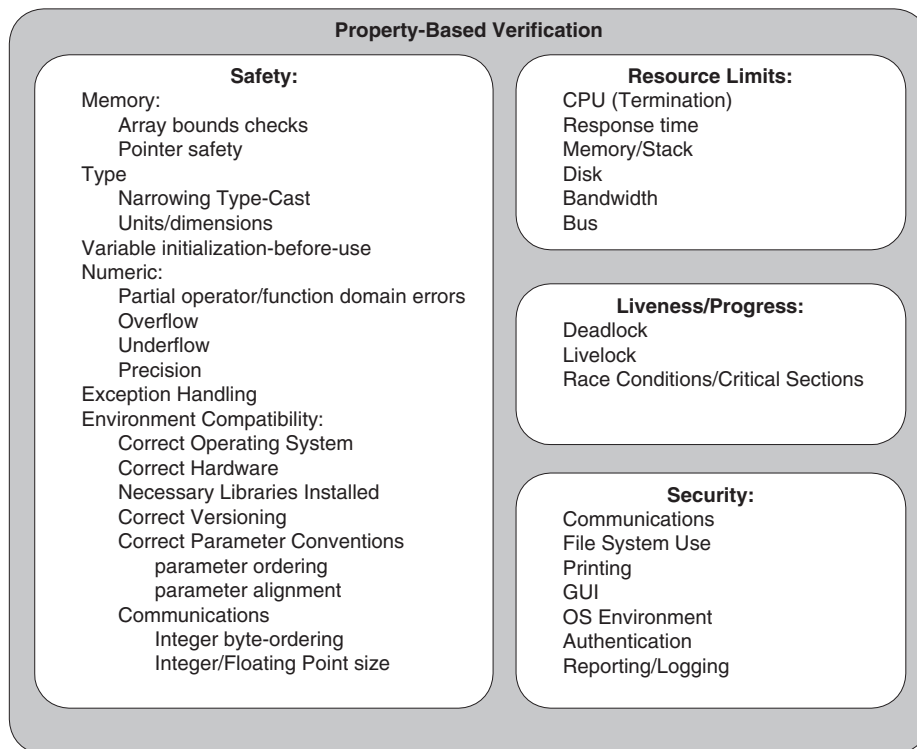 Property-Based Verification
Safety:
Memory:
Array bounds checks
Pointer safety
Type
Narrowing Type-Cast
Units/dimensions
Variable initialization-before-use
Numeric:
Partial operator/function domain errors
Overflow
Underflow
Precision
Exception Handling
Environment Compatibility:
Correct Operating System
Correct Hardware
Necessary Libraries Installed
Correct Versioning
Correct Parameter Conventions
parameter ordering
parameter alignment
Communications
Integer byte-ordering
Integer/Floating Point size
Resource Limits:
CPU (Termination)
Response time
Memory/Stack
Disk
Bandwidth
Bus
Liveness/Progress:
Deadlock
Livelock
Race Conditions/Critical Sections
Security:
Communications
File System Use
Printing
GUI
OS Environment
Authentication
Reporting/Logging